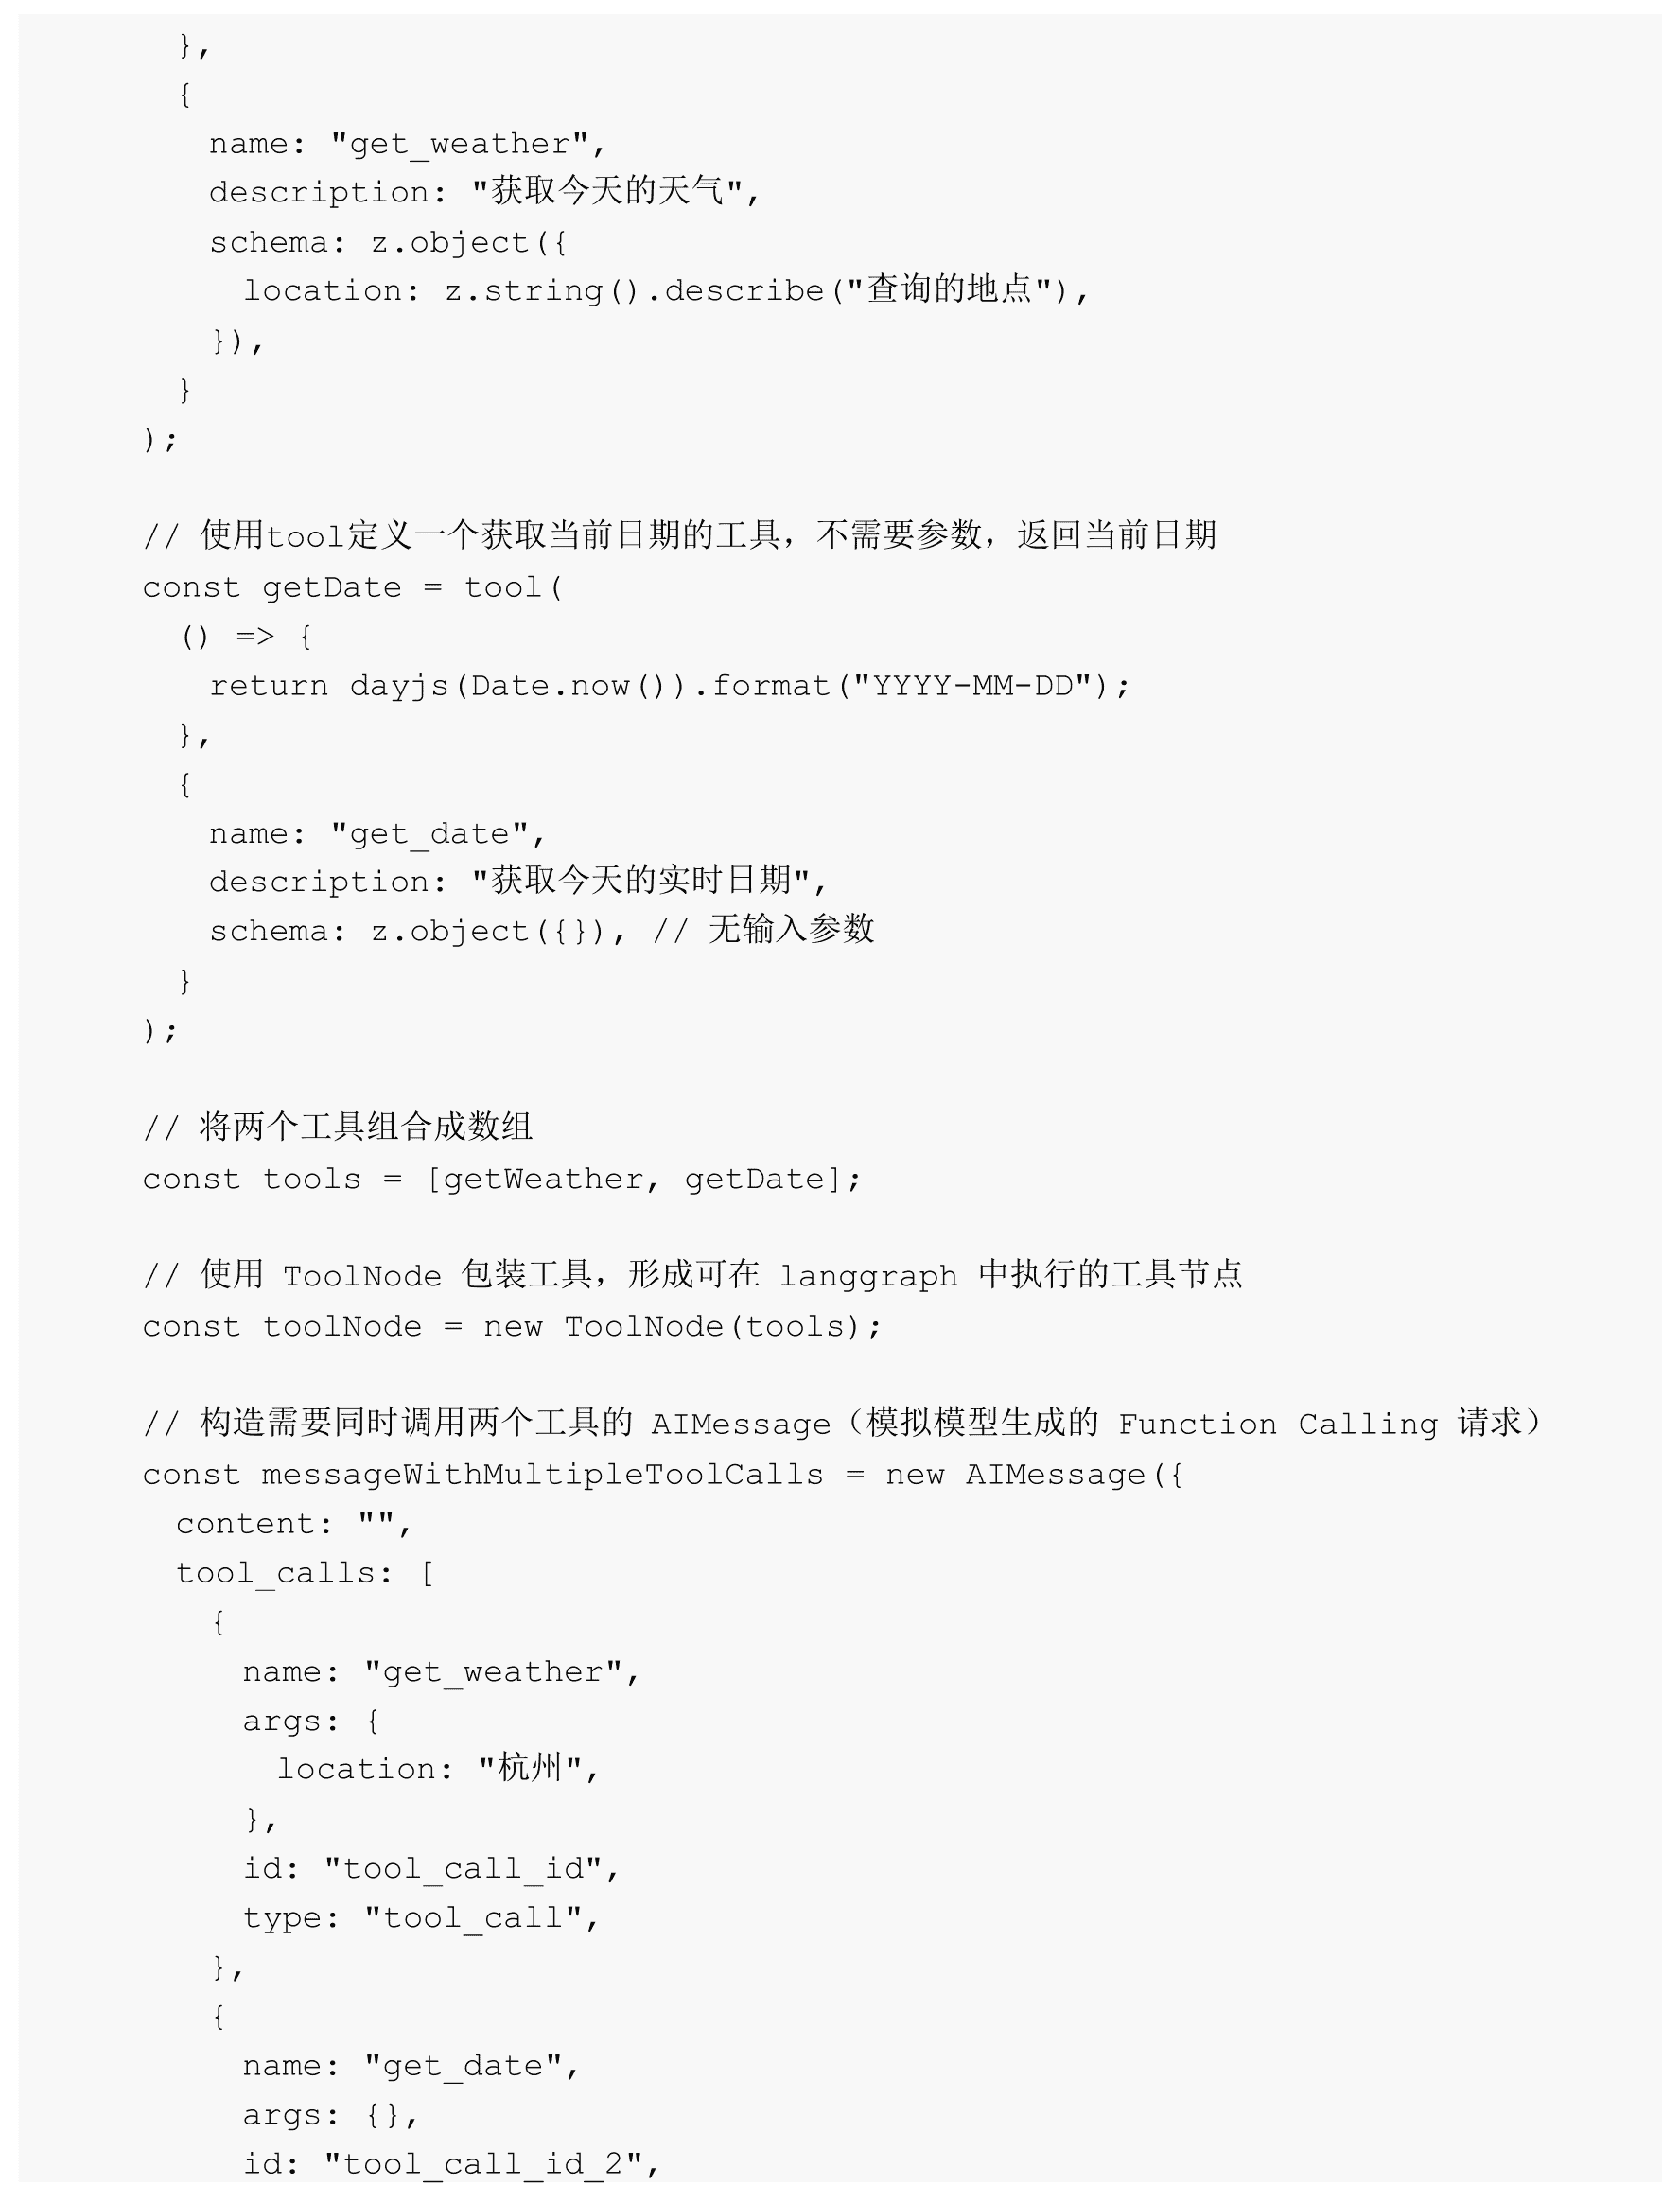 },
{
name: "get_weather",
description: "获取今天的天气",
schema: z.object({
location: z.string().describe("查询的地点"),
}),
}
);
// 使用tool定义一个获取当前日期的工具，不需要参数，返回当前日期
const getDate = tool(
() => {
return dayjs(Date.now()).format("YYYY-MM-DD");
},
{
name: "get_date",
description: "获取今天的实时日期",
schema: z.object({}), // 无输入参数
}
);
// 将两个工具组合成数组
const tools = [getWeather, getDate];
// 使用 ToolNode 包装工具，形成可在 langgraph 中执行的工具节点
const toolNode = new ToolNode(tools);
// 构造需要同时调用两个工具的 AIMessage（模拟模型生成的 Function Calling 请求）
const messageWithMultipleToolCalls = new AIMessage({
content: "",
tool_calls: [
{
name: "get_weather",
args: {
location: "杭州",
},
id: "tool_call_id",
type: "tool_call",
},
{
name: "get_date",
args: {},
id: "tool_call_id_2",